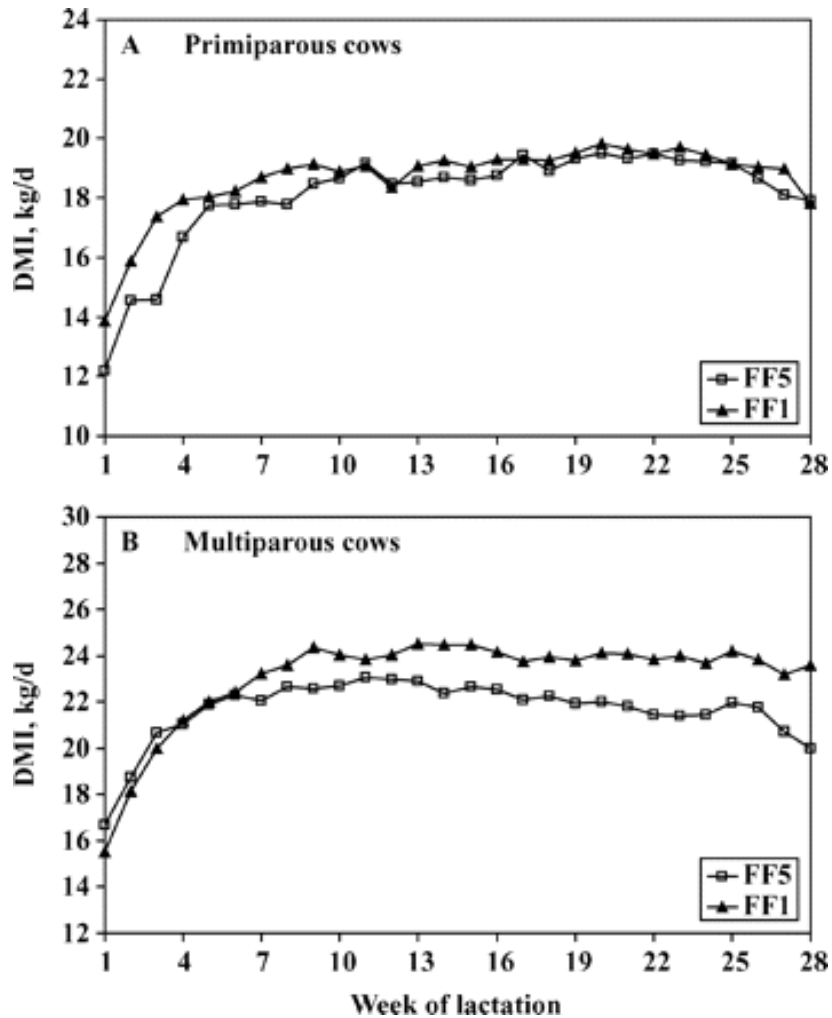 A Primiparous cows
DMI, kg/d
24
22
20
18
16
14
12
10
1 4 7 10 13 16 19 22 25 28
FF5
FF1
B Multiparous cows
DMI, kg/d
30
28
26
24
22
20
18
16
14
12
1 4 7 10 13 16 19 22 25 28
FF5
FF1
Week of lactation